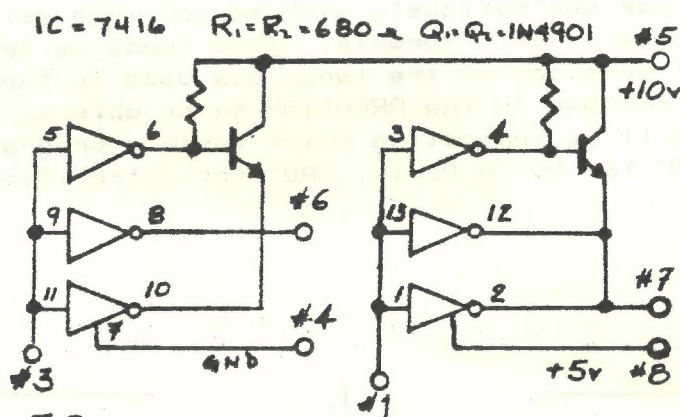 IC = 7416 R₁=R₂=680Ω Q₁=Q₂=1N4901
#5
+10v
5 6 3 4
9 8 #6 13 12
11 10 #4 1 2 #7
7 GND +5v #8
#3 #1